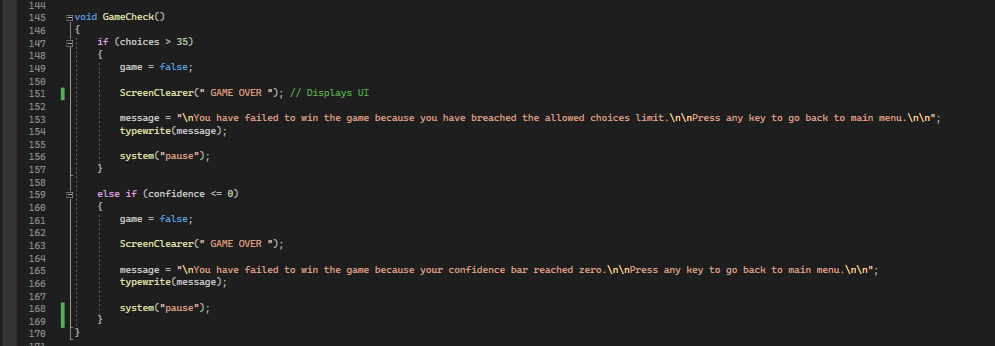 144
145 void GameCheck()
146 {
147 if (choices > 35)
148 {
149 game = false;
150
151 ScreenClearer(" GAME OVER "); // Displays UI
152
153 message = "\nYou have failed to win the game because you have breached the allowed choices limit.\n\nPress any key to go back to main menu.\n\n";
154 typewrite(message);
155
156 system("pause");
157 }
158
159 else if (confidence <= 0)
160 {
161 game = false;
162
163 ScreenClearer(" GAME OVER ");
164
165 message = "\nYou have failed to win the game because your confidence bar reached zero.\n\nPress any key to go back to main menu.\n\n";
166 typewrite(message);
167
168 system("pause");
169 }
170 }
171